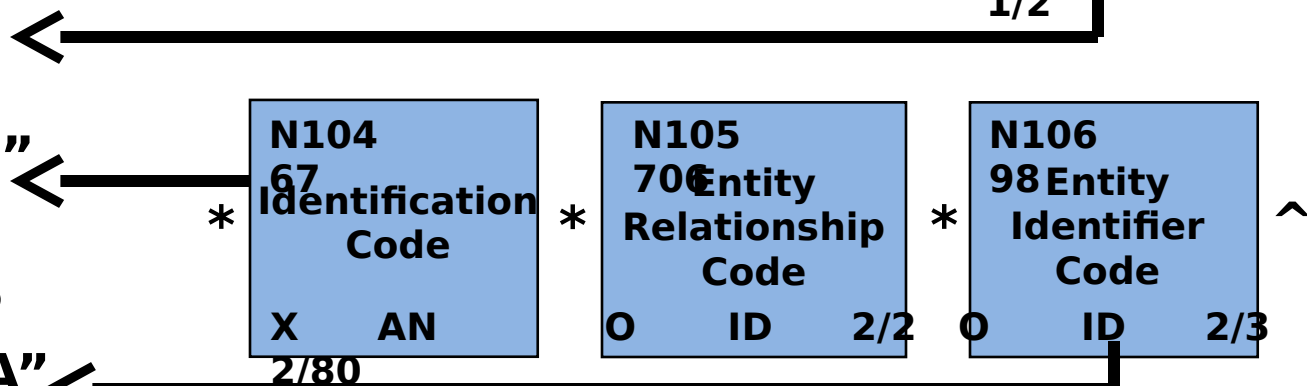 1/2
N104
67
Identification
Code
X AN
2/80
*
N105
706
Entity
Relationship
Code
O ID 2/2
*
N106
98
Entity
Identifier
Code
O ID 2/3
*
^
”
A”